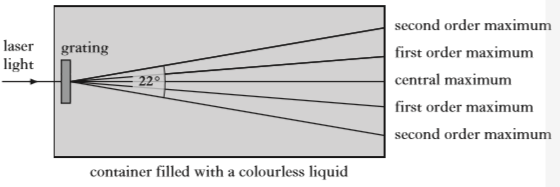 second order maximum
laser
light
grating
first order maximum
22°
central maximum
first order maximum
second order maximum
container filled with a colourless liquid